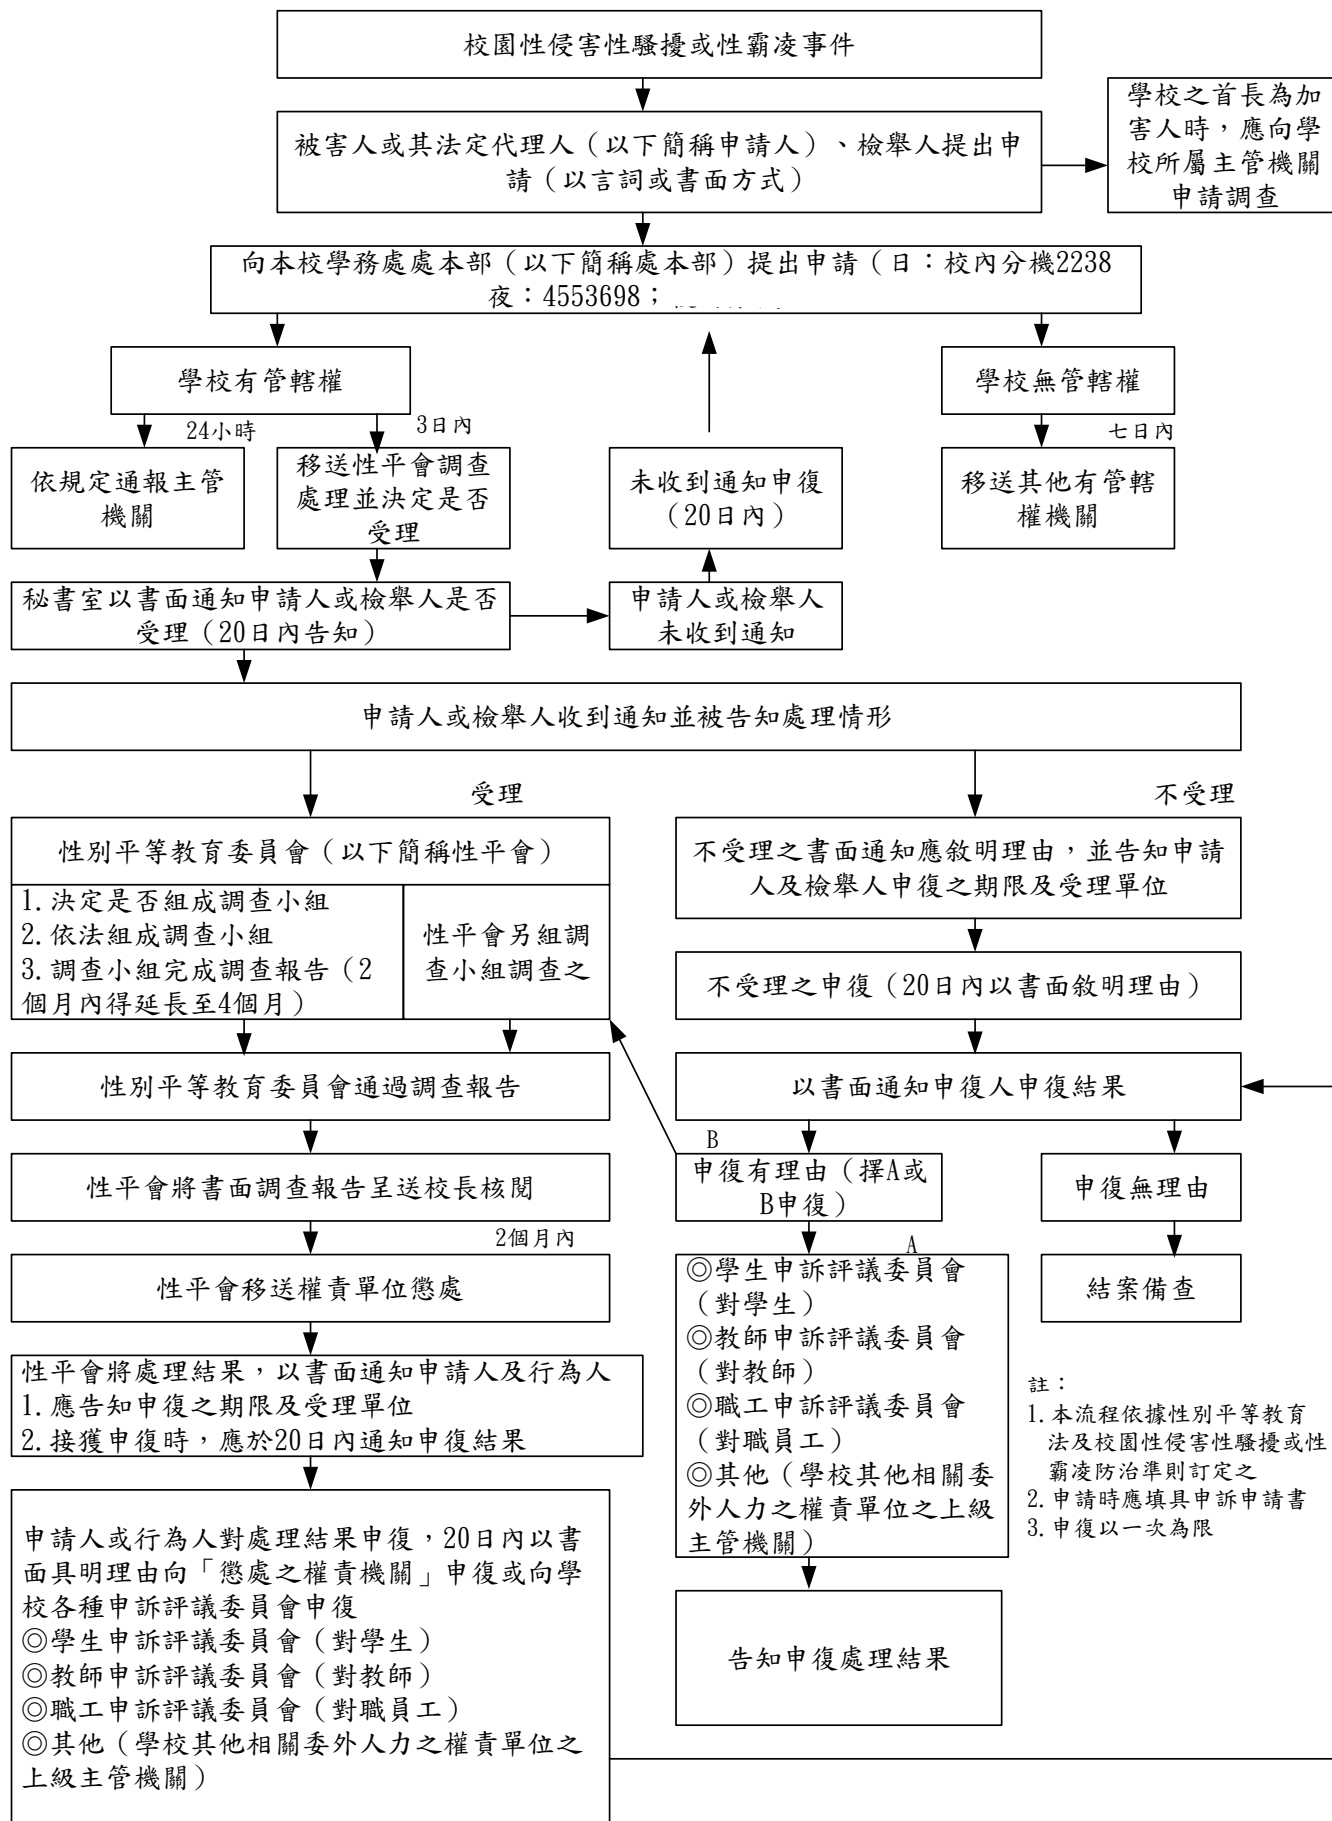 校園性侵害性騷擾或性霸凌事件
被害人或其法定代理人（以下簡稱申請人）、檢舉人提出申
請（以言詞或書面方式）
學校之首長為加
害人時，應向學
校所屬主管機關
申請調查
向本校學務處處本部（以下簡稱處本部）提出申請（日：校內分機2238
夜：4553698；
學校有管轄權
學校無管轄權
24小時
3日內
七日內
依規定通報主管
機關
移送性平會調查
處理並決定是否
受理
未收到通知申復
（20日內）
移送其他有管轄
權機關
秘書室以書面通知申請人或檢舉人是否
受理（20日內告知）
申請人或檢舉人
未收到通知
申請人或檢舉人收到通知並被告知處理情形
受理
不受理
性別平等教育委員會（以下簡稱性平會）
1.決定是否組成調查小組
2.依法組成調查小組
3.調查小組完成調查報告（2
個月內得延長至4個月）
性平會另組調
查小組調查之
不受理之書面通知應敘明理由，並告知申請
人及檢舉人申復之期限及受理單位
不受理之申復（20日內以書面敘明理由）
性別平等教育委員會通過調查報告
以書面通知申復人申復結果
B
性平會將書面調查報告呈送校長核閱
申復有理由（擇A或
B申復）
申復無理由
2個月內
A
性平會移送權責單位懲處
◎學生申訴評議委員會
（對學生）
◎教師申訴評議委員會
（對教師）
◎職工申訴評議委員會
（對職員工）
◎其他（學校其他相關委
外人力之權責單位之上級
主管機關）
結案備查
性平會將處理結果，以書面通知申請人及行為人
1.應告知申復之期限及受理單位
2.接獲申復時，應於20日內通知申復結果
註：
1.本流程依據性別平等教育
法及校園性侵害性騷擾或性
霸凌防治準則訂定之
2.申請時應填具申訴申請書
3.申復以一次為限
申請人或行為人對處理結果申復，20日內以書
面具明理由向「懲處之權責機關」申復或向學
校各種申訴評議委員會申復
◎學生申訴評議委員會（對學生）
◎教師申訴評議委員會（對教師）
◎職工申訴評議委員會（對職員工）
◎其他（學校其他相關委外人力之權責單位之
上級主管機關）
告知申復處理結果